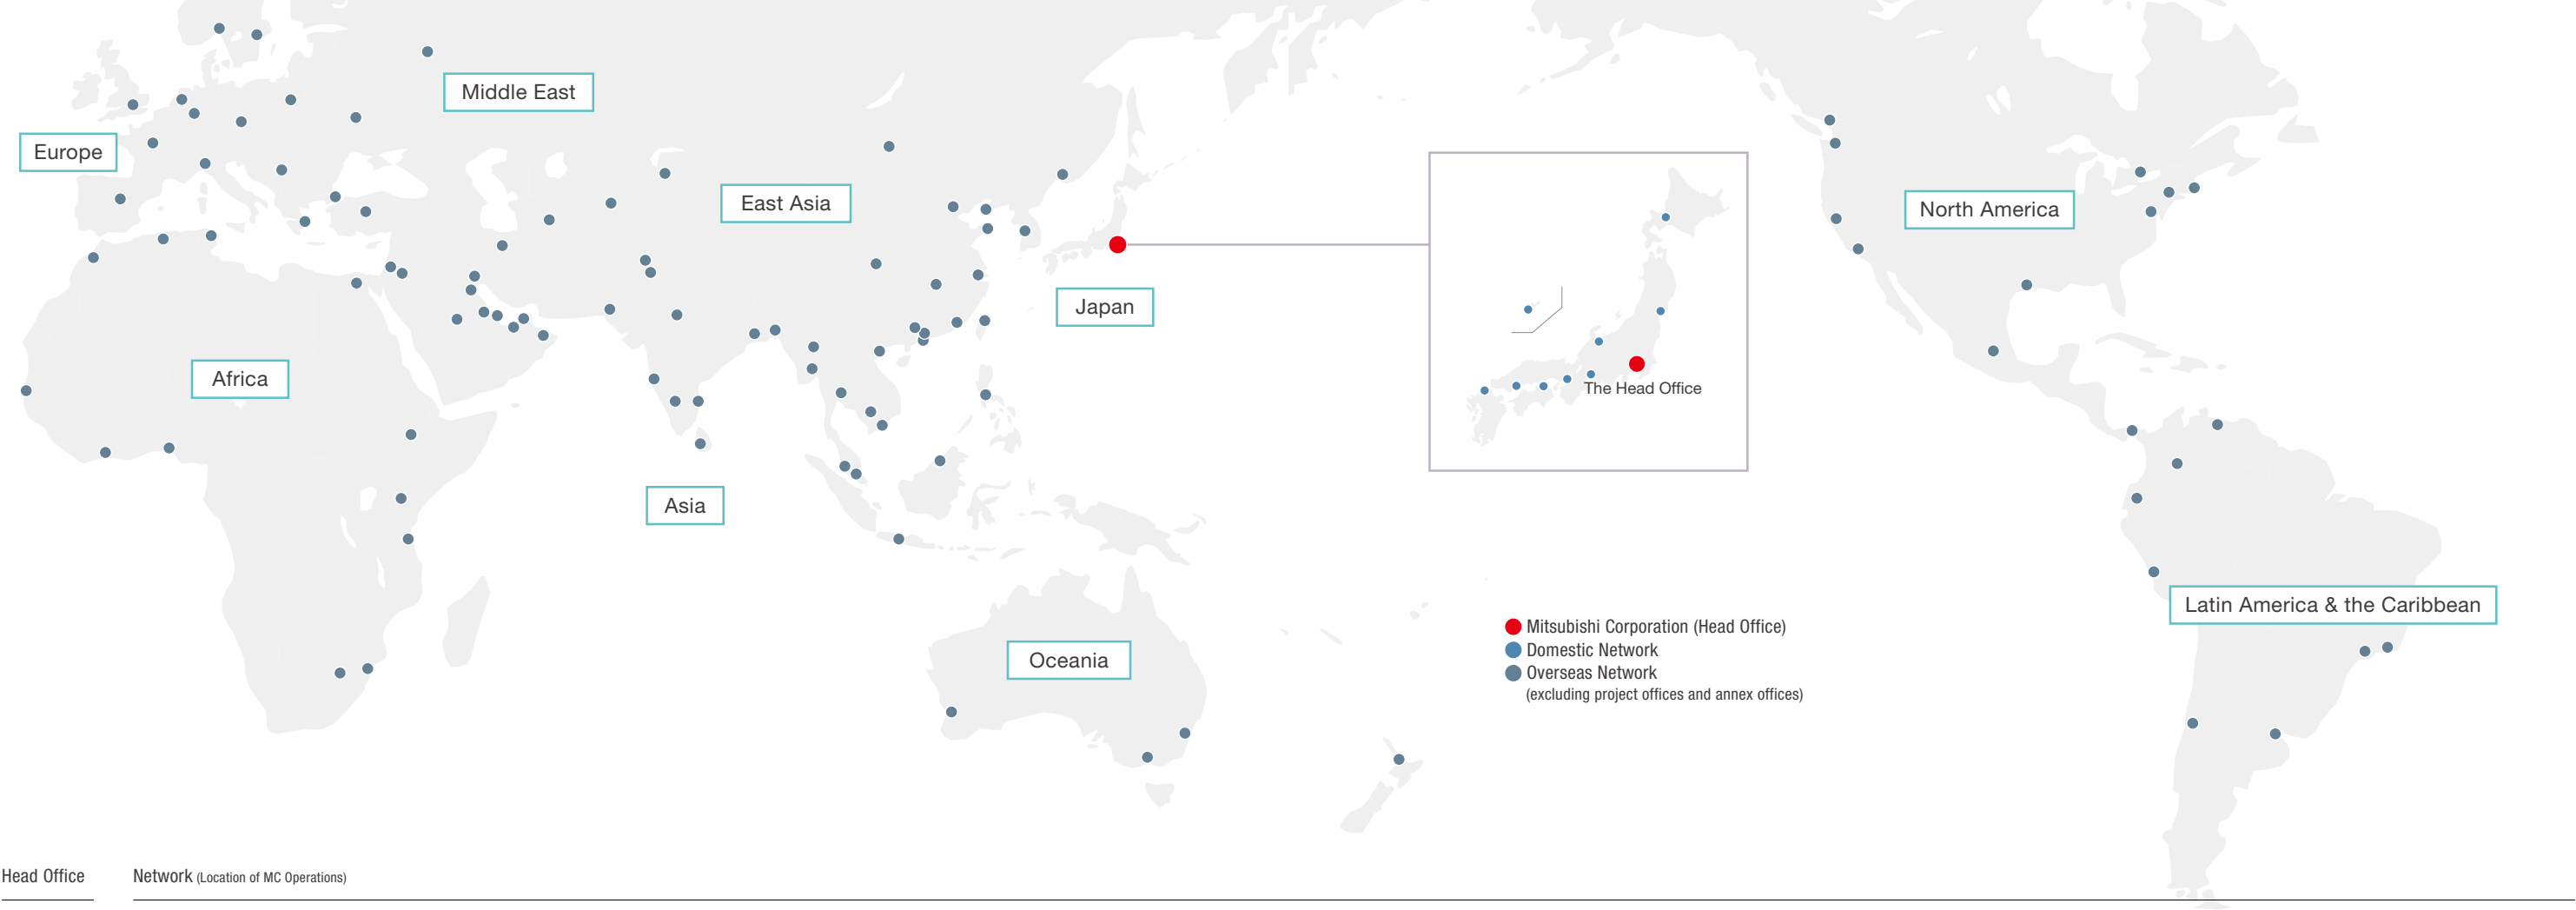 Middle East
Europe
East Asia
North America
Japan
Africa
The Head Office
Asia
Latin America & the Caribbean
Oceania
Mitsubishi Corporation (Head Office)
Domestic Network
Overseas Network
(excluding project offices and annex offices)
Head Office
Network (Location of MC Operations)